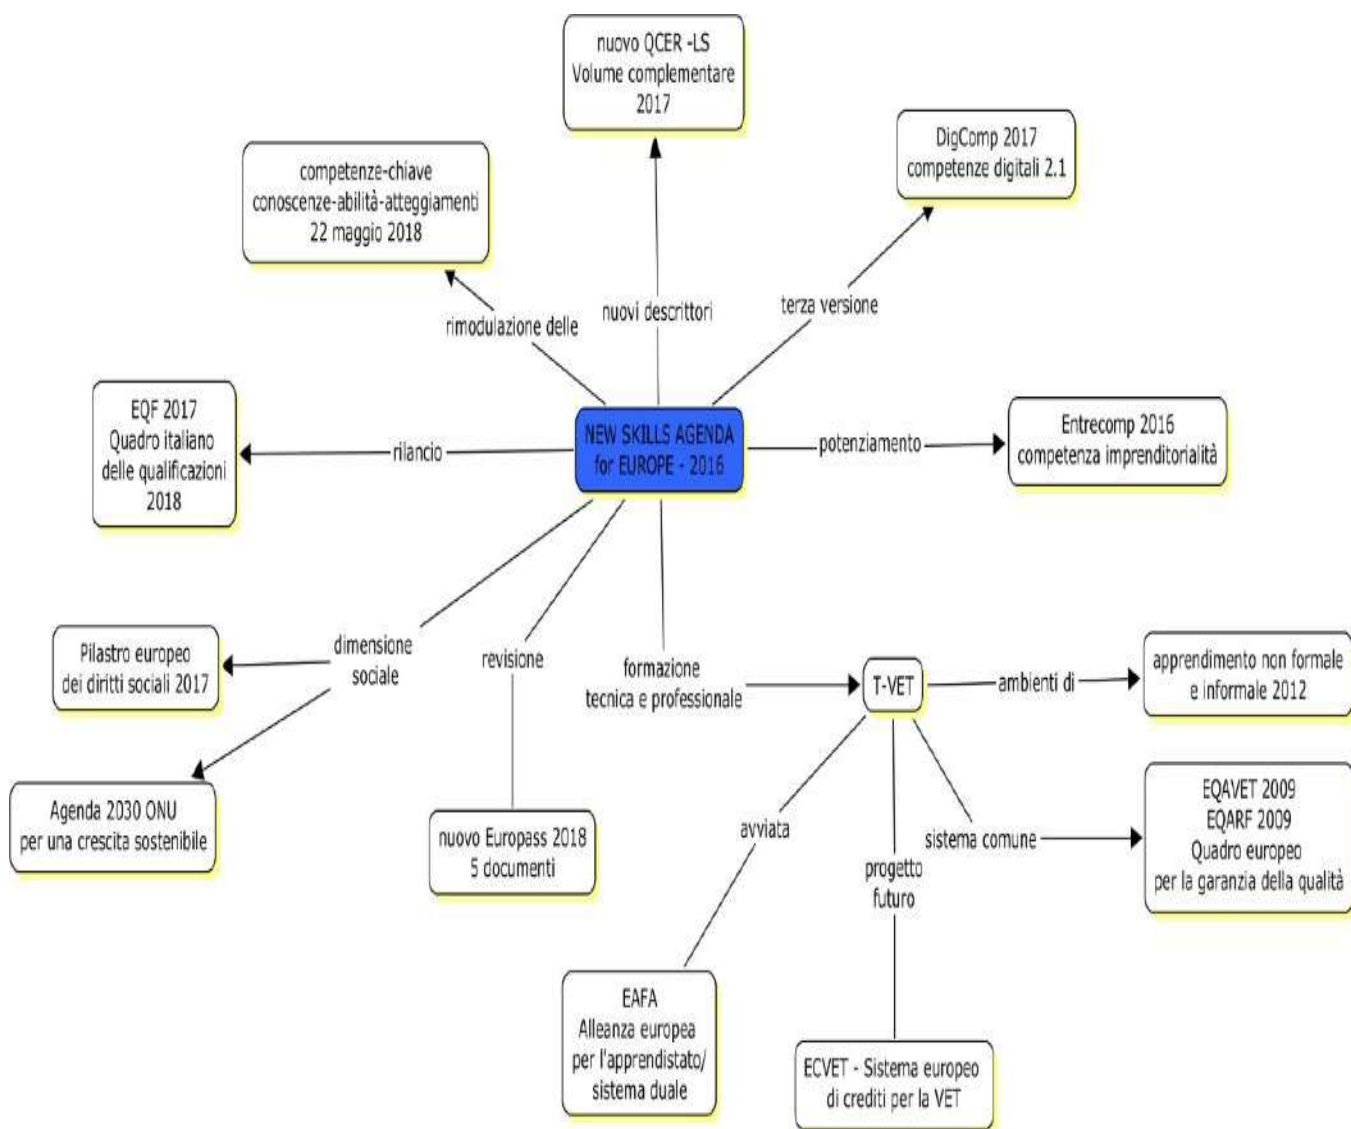 nuovo QCER -LS
Volume complementare
2017
DigComp 2017
competenze digitali 2.1
competenze-chiave
conoscenze-abilità-atteggiamenti
22 maggio 2018
nuovi descrittori
terza versione
rimodulazione delle
EQF 2017
Quadro italiano
delle qualificazioni
2018
rilancio
NEW SKILLS AGENDA
for EUROPE - 2016
potenziamento
Entrecomp 2016
competenza imprenditorialità
Pilastro europeo
dei diritti sociali 2017
dimensione
sociale
revisione
formazione
tecnica e professionale
T-VET
ambienti di
apprendimento non formale
e informale 2012
Agenda 2030 ONU
per una crescita sostenibile
nuovo Europass 2018
5 documenti
avviata
progetto
futuro
sistema comune
EQAVET 2009
EQARF 2009
Quadro europeo
per la garanzia della qualità
EAFA
Alleanza europea
per l'apprendistato/
sistema duale
ECVET - Sistema europeo
di crediti per la VET